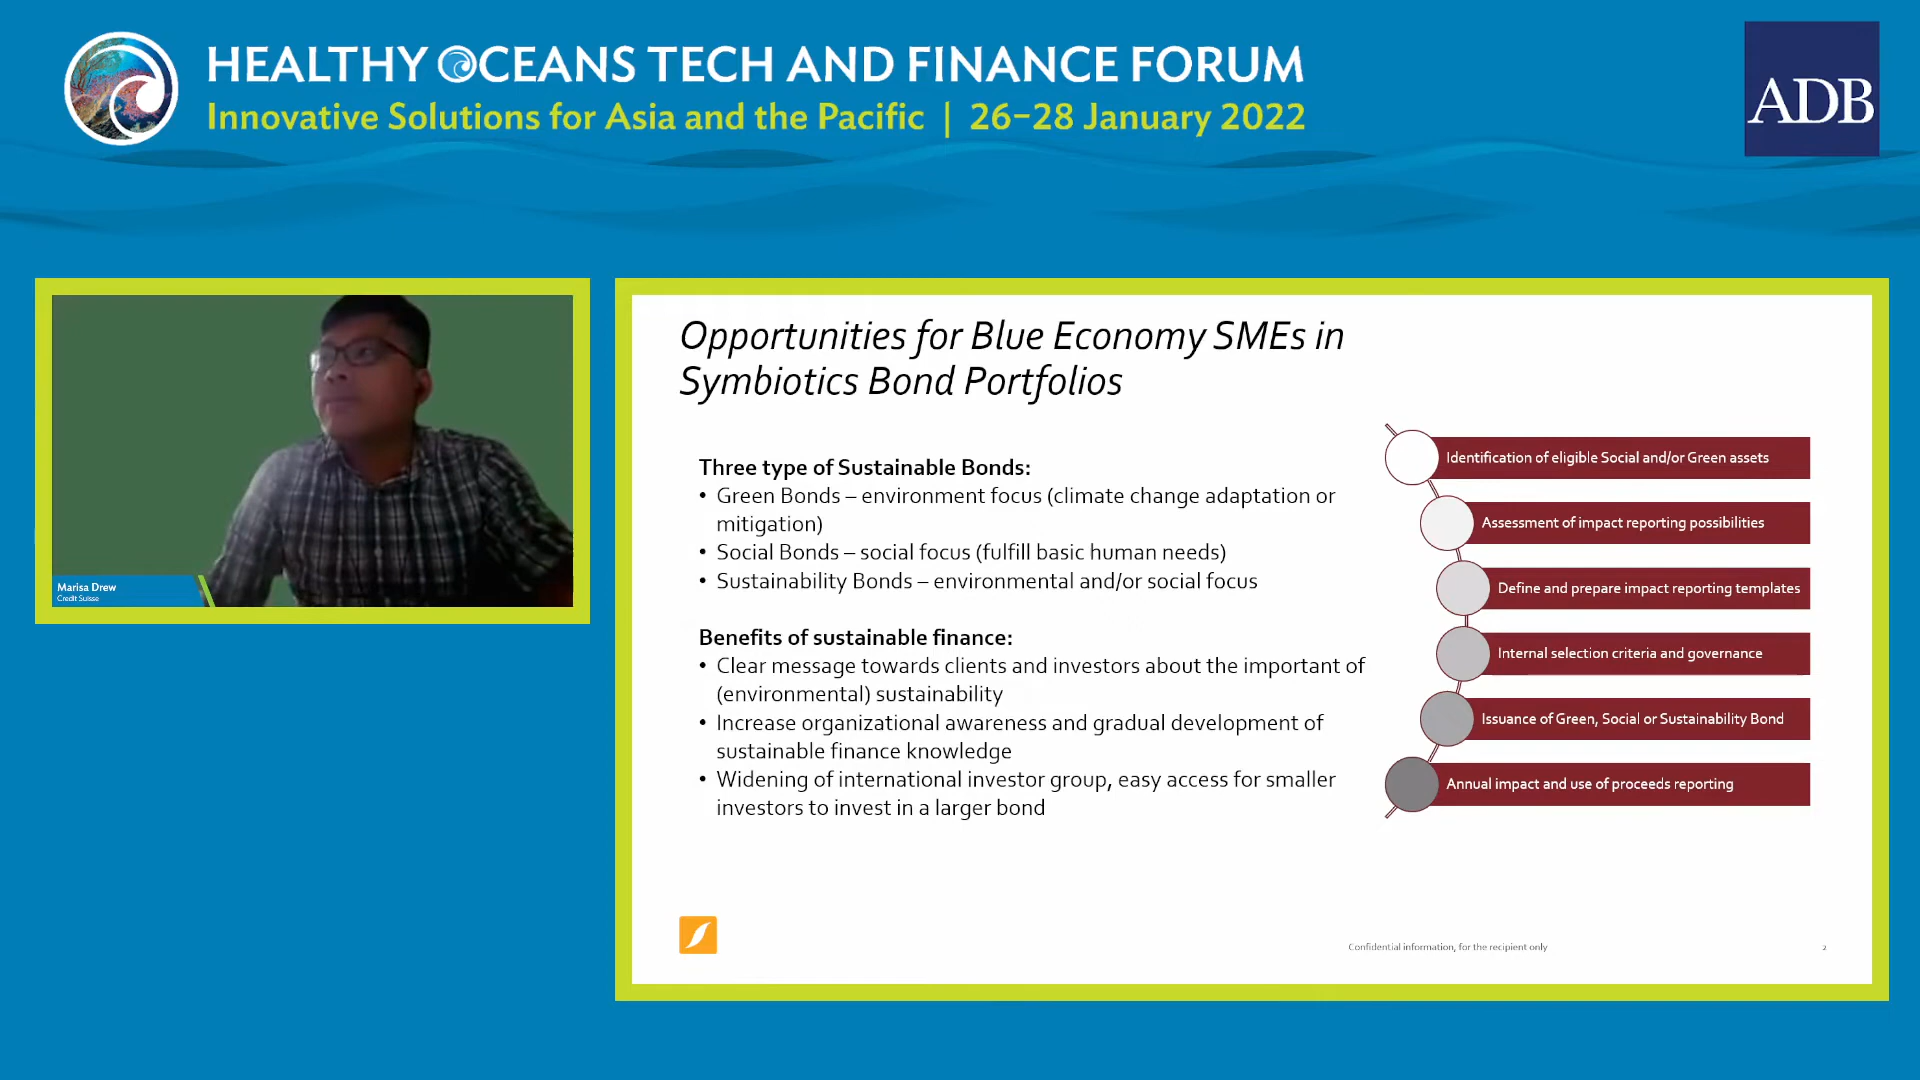 HEALTHY OCEANS TECH AND FINANCE FORUM
Innovative Solutions for Asia and the Pacific | 26–28 January 2022
ADB
Marisa Drew
Credit Suisse
Opportunities for Blue Economy SMEs in
Symbiotics Bond Portfolios
Three type of Sustainable Bonds:
• Green Bonds – environment focus (climate change adaptation or
mitigation)
• Social Bonds – social focus (fulfill basic human needs)
• Sustainability Bonds – environmental and/or social focus
Benefits of sustainable finance:
• Clear message towards clients and investors about the important of
(environmental) sustainability
• Increase organizational awareness and gradual development of
sustainable finance knowledge
• Widening of international investor group, easy access for smaller
investors to invest in a larger bond
Identification of eligible Social and/or Green assets
Assessment of impact reporting possibilities
Define and prepare impact reporting templates
Internal selection criteria and governance
Issuance of Green, Social or Sustainability Bond
Annual impact and use of proceeds reporting
Confidential information, for the recipient only
2